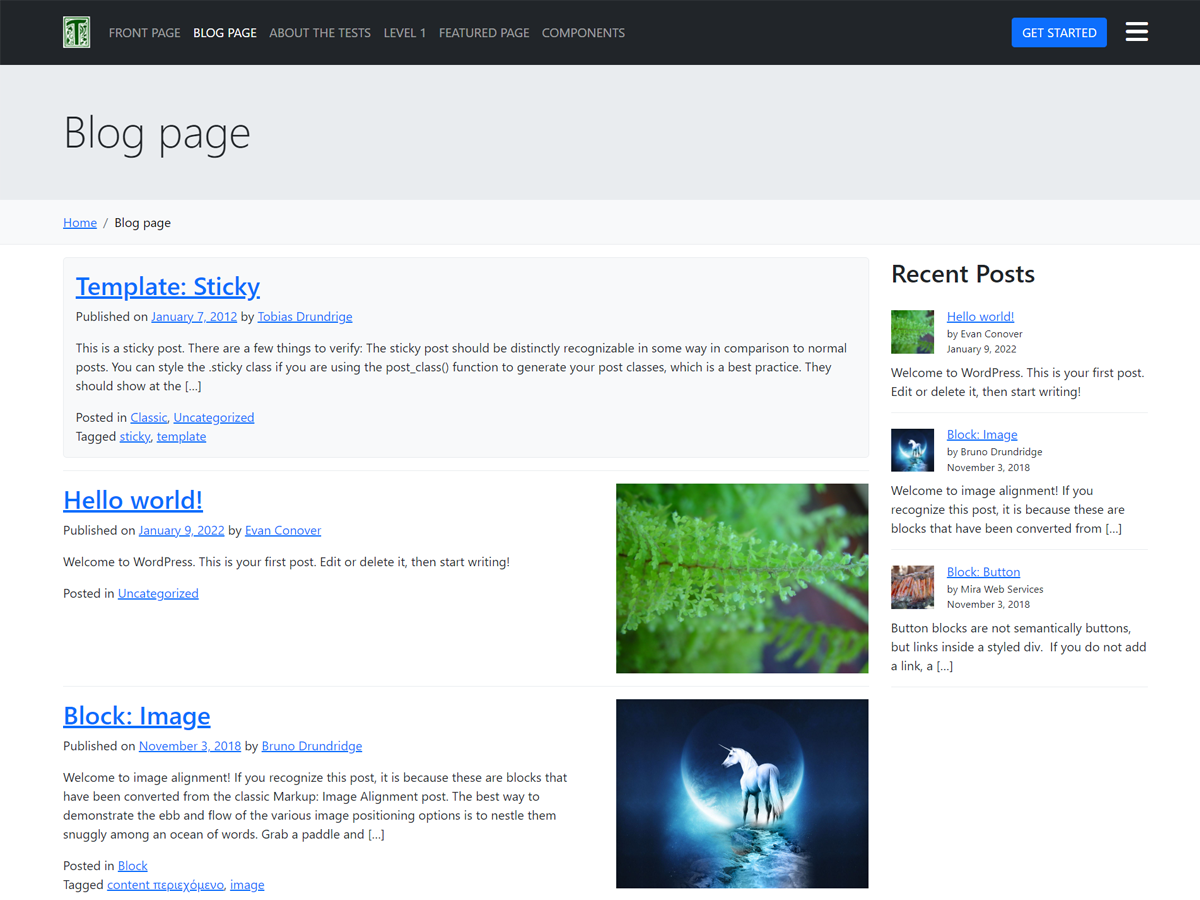 T
FRONT PAGE BLOG PAGE ABOUT THE TESTS LEVEL 1 FEATURED PAGE COMPONENTS GET STARTED
Blog page
Home / Blog page
Template: Sticky
Published on January 7, 2012 by Tobias Drundrige
This is a sticky post. There are a few things to verify: The sticky post should be distinctly recognizable in some way in comparison to normal
posts. You can style the .sticky class if you are using the post_class() function to generate your post classes, which is a best practice. They
should show at the [...]
Posted in Classic, Uncategorized
Tagged sticky, template
Hello world!
Published on January 9, 2022 by Evan Conover
Welcome to WordPress. This is your first post. Edit or delete it, then start writing!
Posted in Uncategorized
Block: Image
Published on November 3, 2018 by Bruno Drundridge
Welcome to image alignment! If you recognize this post, it is because these are blocks that
have been converted from the classic Markup: Image Alignment post. The best way to
demonstrate the ebb and flow of the various image positioning options is to nestle them
snuggly among an ocean of words. Grab a paddle and [...]
Posted in Block
Tagged content περιεχόμενο, image
Recent Posts
Hello world!
by Evan Conover
January 9, 2022
Welcome to WordPress. This is your first post.
Edit or delete it, then start writing!
Block: Image
by Bruno Drundridge
November 3, 2018
Welcome to image alignment! If you
recognize this post, it is because these are
blocks that have been converted from [...]
Block: Button
by Mira Web Services
November 3, 2018
Button blocks are not semantically buttons,
but links inside a styled div.  If you do not add
a link, a [...]